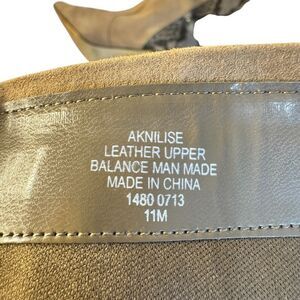 AKNILISE
LEATHER UPPER
BALANCE MAN MADE
MADE IN CHINA
1480 0713
11M